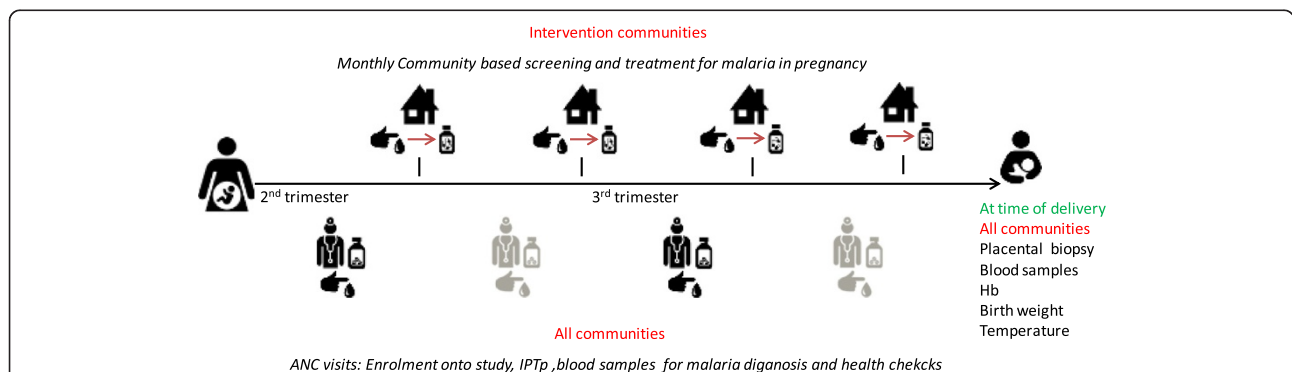 Intervention communities
Monthly Community based screening and treatment for malaria in pregnancy
2nd trimester
3rd trimester
At time of delivery
All communities
Placental biopsy
Blood samples
Hb
Birth weight
Temperature
All communities
ANC visits: Enrolment onto study, IPTp ,blood samples for malaria diganosis and health chekcks